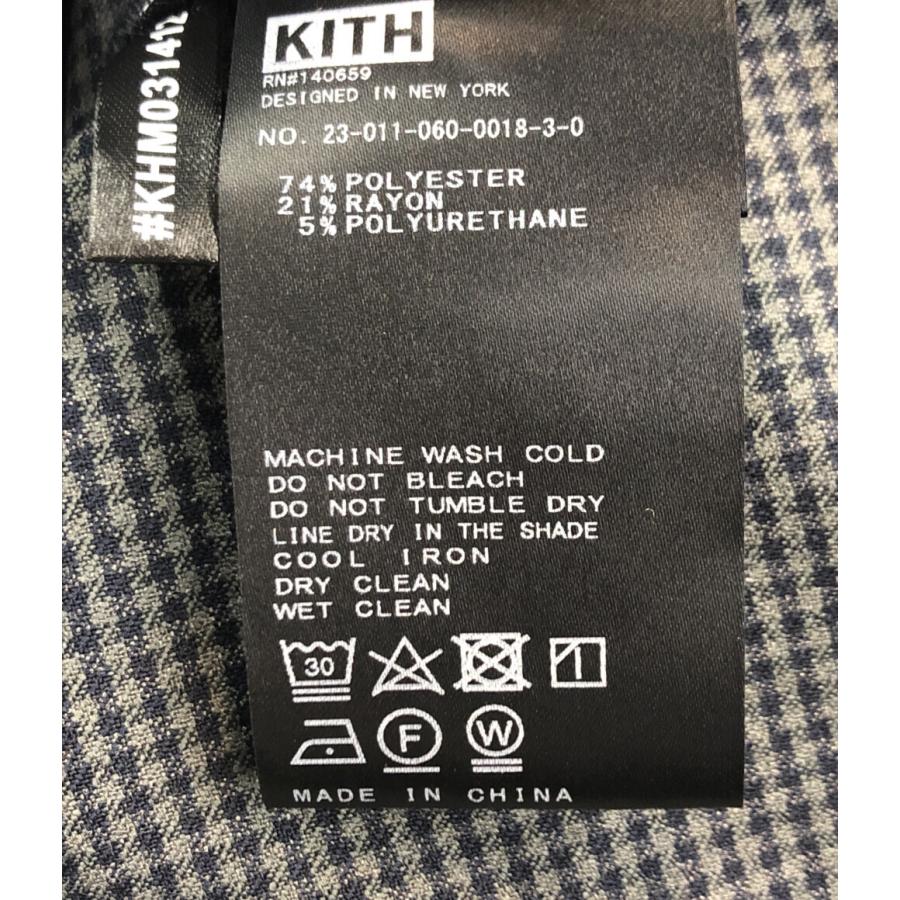 KITH
RN#140659
DESIGNED IN NEW YORK
NO. 23-011-060-0018-3-0
74% POLYESTER
21% RAYON
5% POLYURETHANE
MACHINE WASH COLD
DO NOT BLEACH
DO NOT TUMBLE DRY
LINE DRY IN THE SHADE
COOL IRON
DRY CLEAN
WET CLEAN
30
F W
MADE IN CHINA
#KHM031412